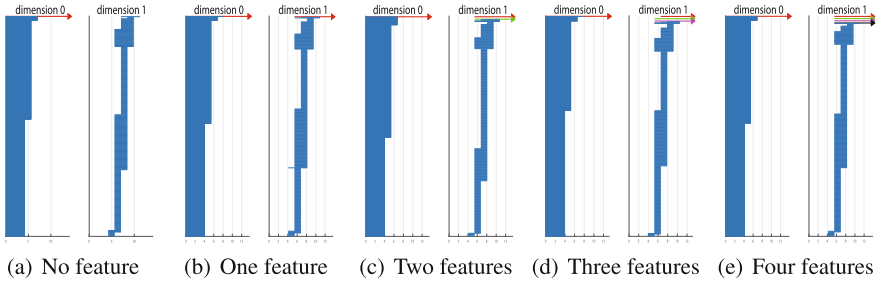 dimension 0 dimension 1 dimension 0 dimension 1 dimension 0 dimension 1 dimension 0 dimension 1 dimension 0 dimension 1
(a) No feature (b) One feature (c) Two features (d) Three features (e) Four features